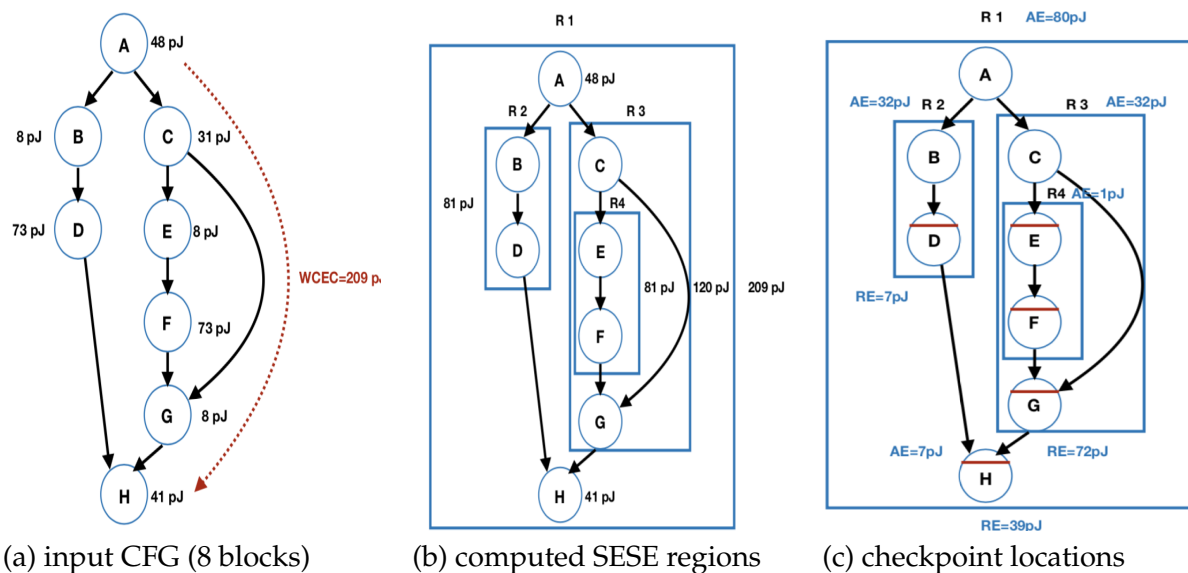 A
48 pJ
8 pJ
B
C
31 pJ
73 pJ
D
E
8 pJ
WCEC=209 p
F
73 pJ
G
8 pJ
H
41 pJ
(a) input CFG (8 blocks)
R 1
A
48 pJ
R 2
R 3
B
C
81 pJ
R4
D
E
81 pJ
120 pJ
209 pJ
F
G
H
41 pJ
(b) computed SESE regions
R 1
AE=80pJ
A
AE=32pJ
R 2
R 3
AE=32pJ
B
C
R4
AE=1pJ
D
E
RE=7pJ
F
G
AE=7pJ
RE=72pJ
H
RE=39pJ
(c) checkpoint locations